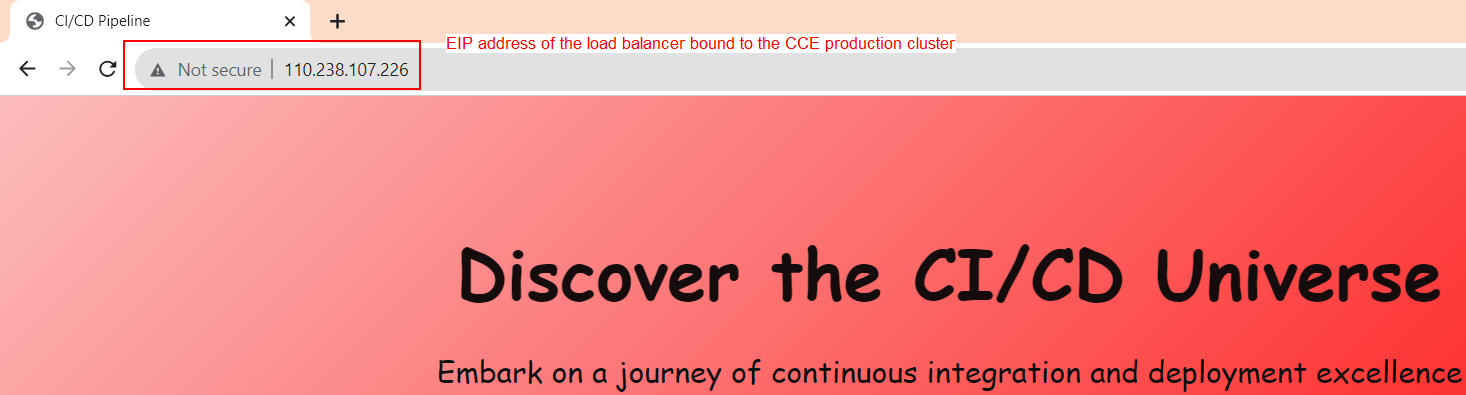 CI/CD Pipeline
EIP address of the load balancer bound to the CCE production cluster
Not secure 110.238.107.226
Discover the CI/CD Universe
Embark on a journey of continuous integration and deployment excellence